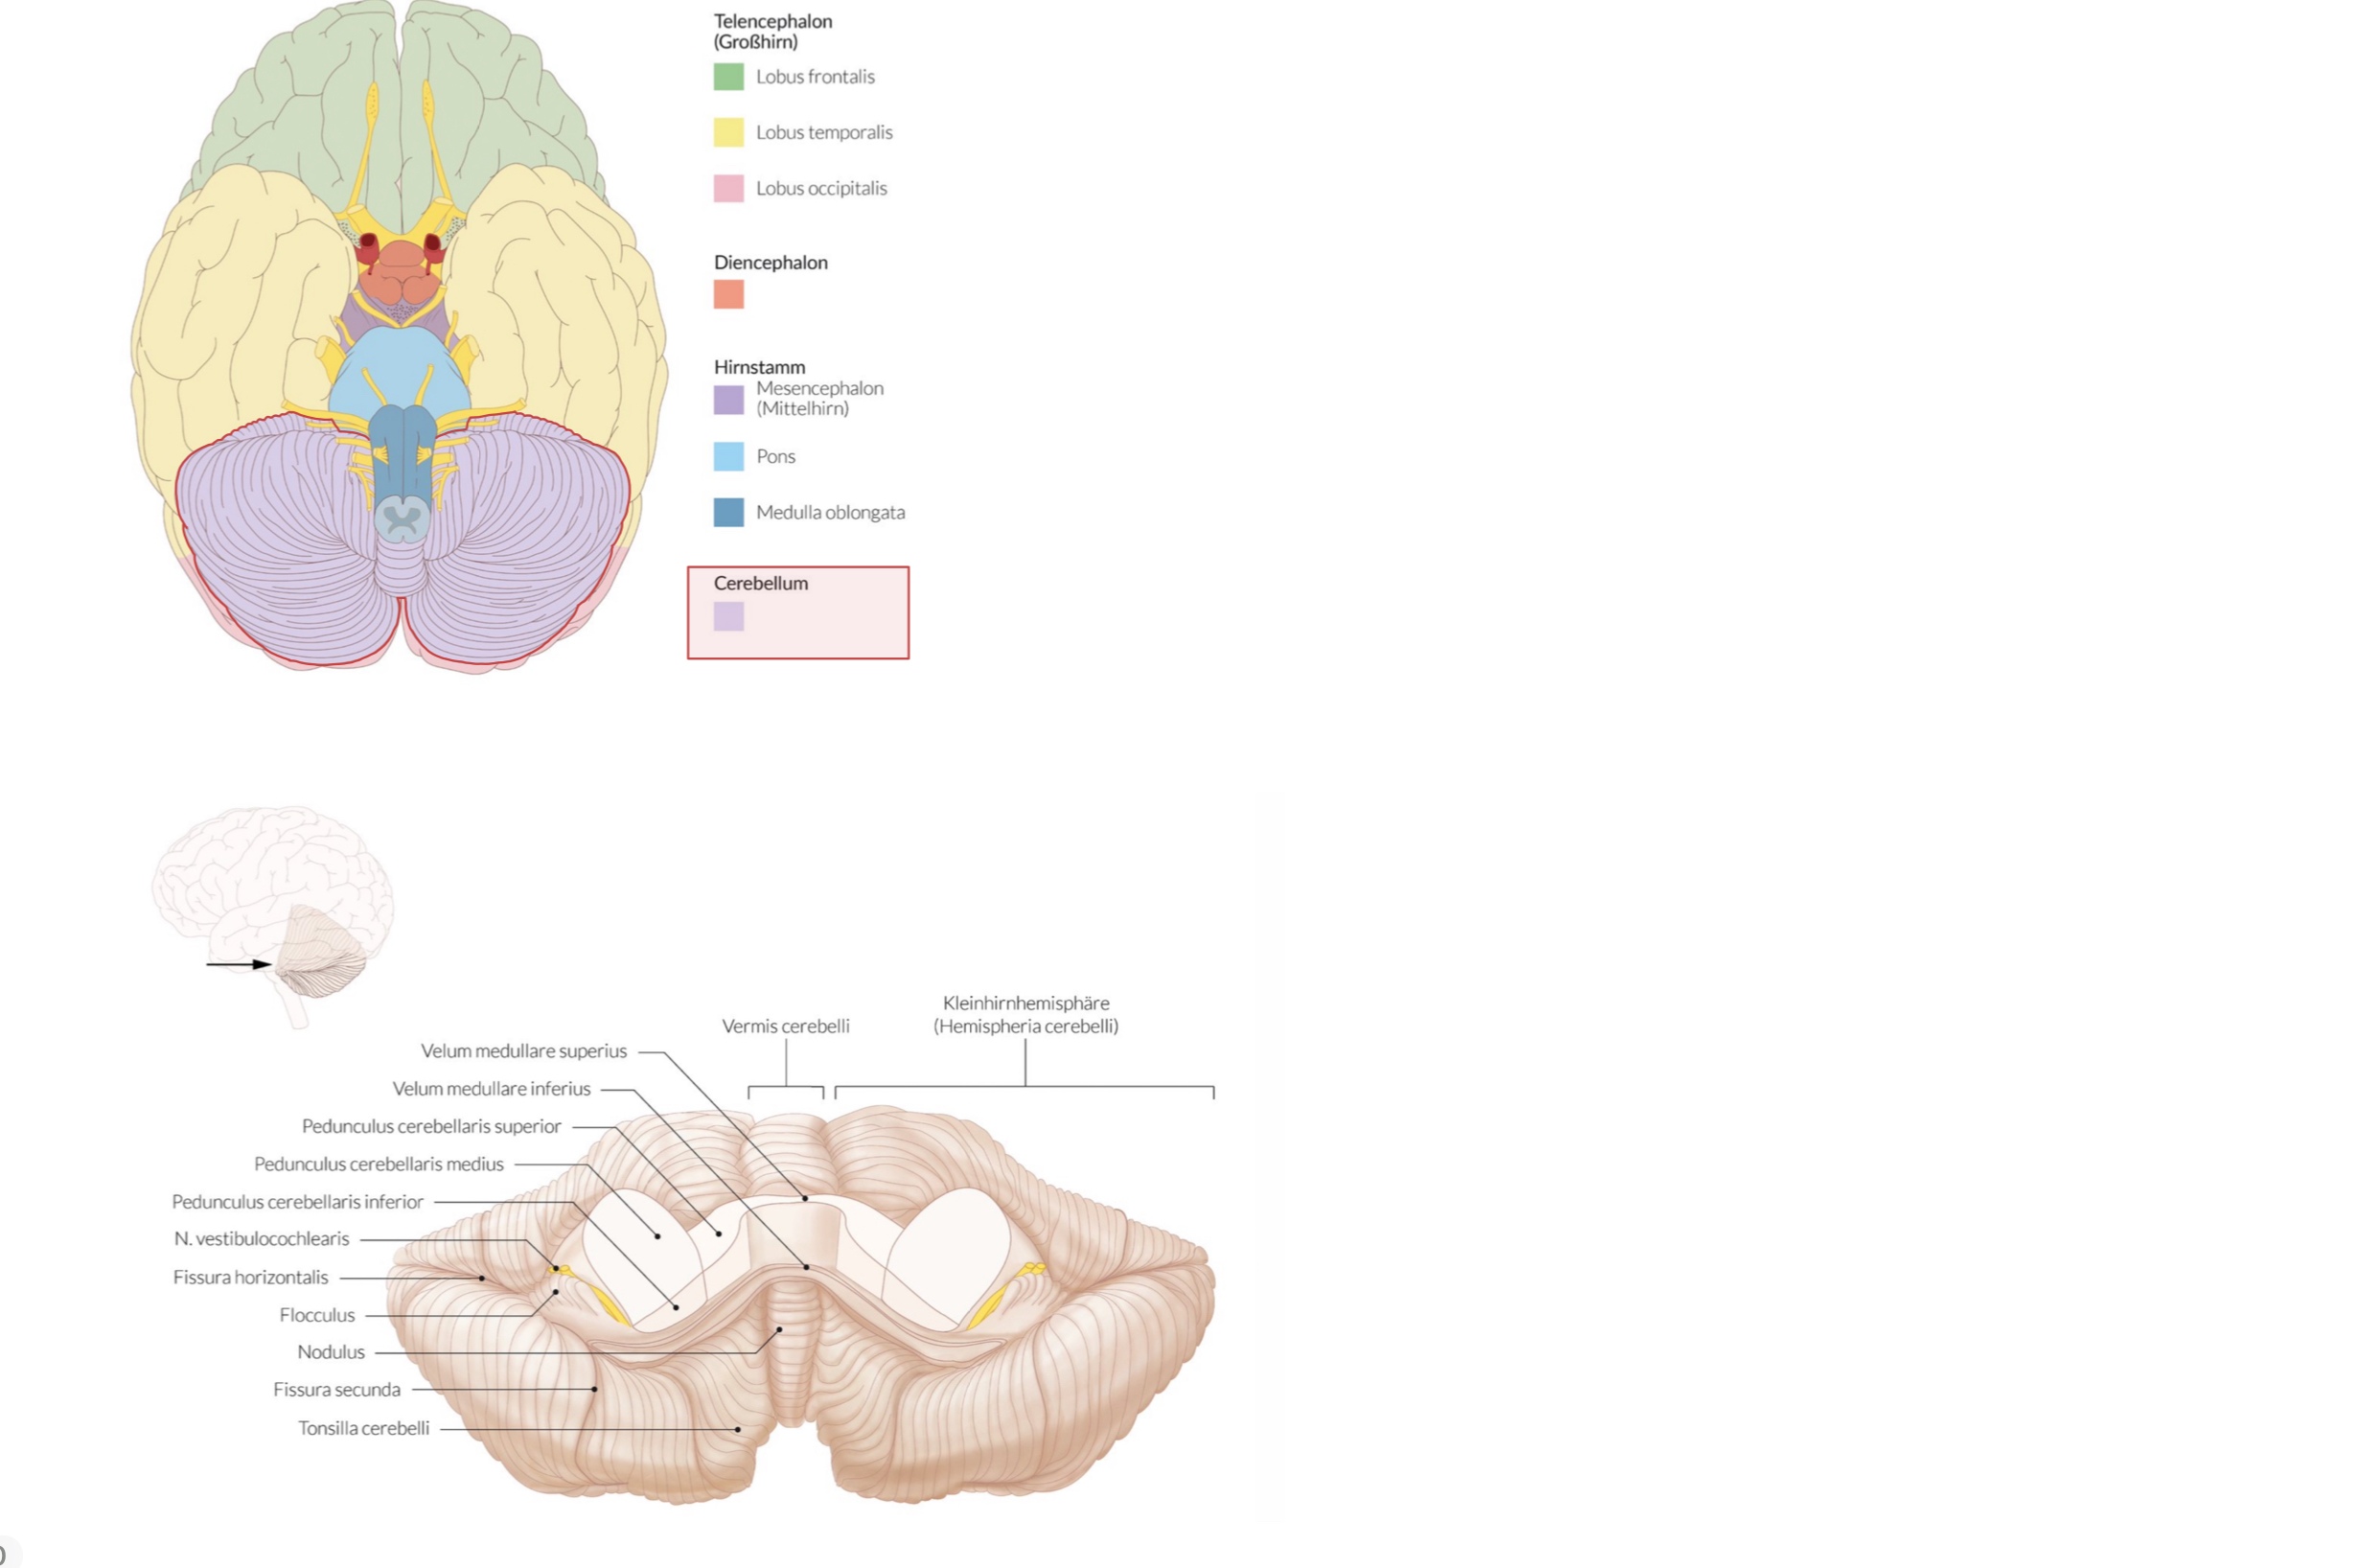 Telencephalon
(Großhirn)
Lobus frontalis
Lobus temporalis
Lobus occipitalis
Diencephalon
Hirnstamm
Mesencephalon
(Mittelhirn)
Pons
Medulla oblongata
Cerebellum
Kleinhirnhemisphäre
(Hemispheria cerebelli)
Vermis cerebelli
Velum medullare superius
Velum medullare inferius
Pedunculus cerebellaris superior
Pedunculus cerebellaris medius
Pedunculus cerebellaris inferior
N. vestibulocochlearis
Fissura horizontalis
Flocculus
Nodulus
Fissura secunda
Tonsilla cerebelli